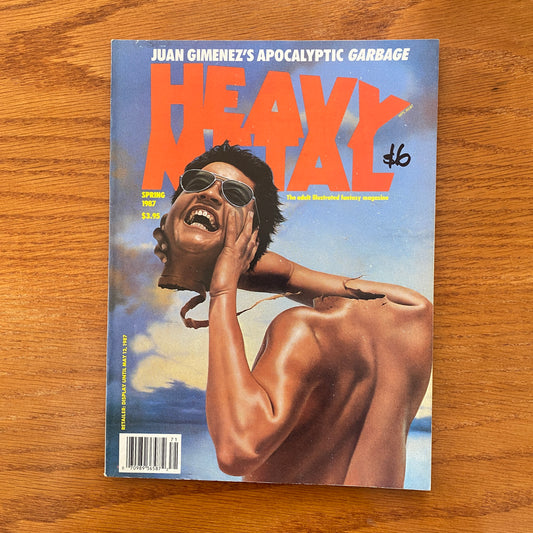 JUAN GIMENEZ'S APOCALYPTIC GARBAGE
HEAVY
METAL
$6
SPRING
1987
$3.95
The adult illustrated fantasy magazine
RETAILER: DISPLAY UNTIL MAY 12, 1987
71